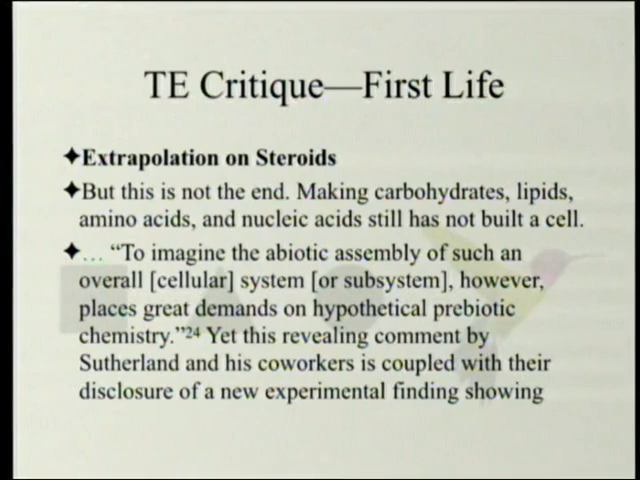 TE Critique—First Life
✦Extrapolation on Steroids
✦But this is not the end. Making carbohydrates, lipids,
amino acids, and nucleic acids still has not built a cell.
✦… “To imagine the abiotic assembly of such an
overall [cellular] system [or subsystem], however,
places great demands on hypothetical prebiotic
chemistry.”²⁴ Yet this revealing comment by
Sutherland and his coworkers is coupled with their
disclosure of a new experimental finding showing